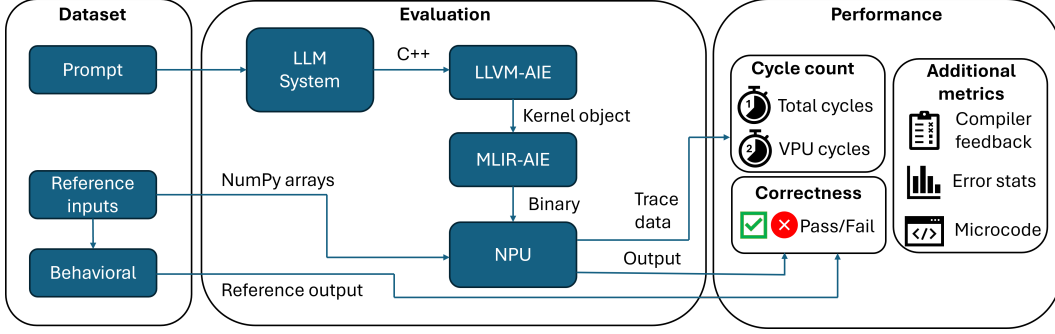 Dataset
Prompt
Reference
inputs
Behavioral
Evaluation
LLM
System
C++
LLVM-AIE
Kernel object
MLIR-AIE
NumPy arrays
Binary
NPU
Trace
data
Output
Reference output
Performance
Cycle count
1
Total cycles
2
VPU cycles
Correctness
Pass/Fail
Additional
metrics
Compiler
feedback
Error stats
</>
Microcode